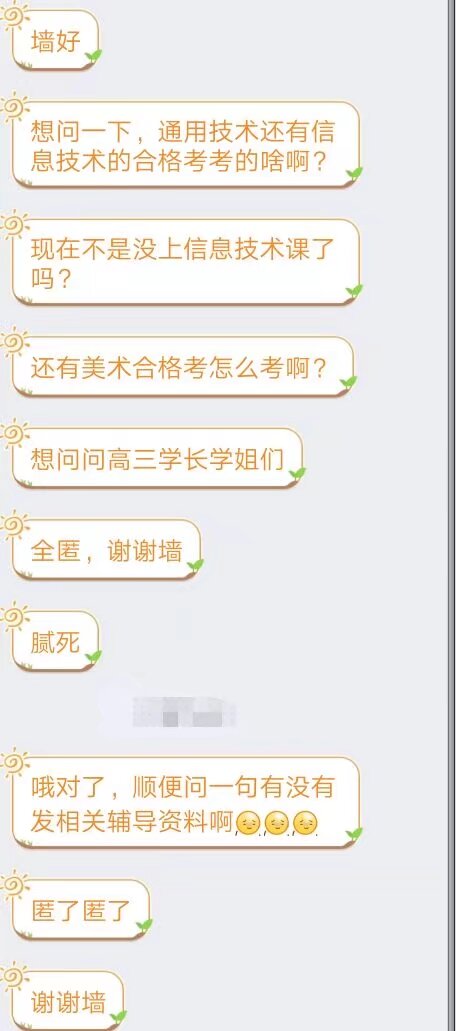 墙好
想问一下，通用技术还有信
息技术的合格考考的啥啊？
现在不是没上信息技术课了
吗？
还有美术合格考怎么考啊？
想问问高三学长学姐们
全匿，谢谢墙
腻死
哦对了，顺便问一句有没有
发相关辅导资料啊
匿了匿了
谢谢墙